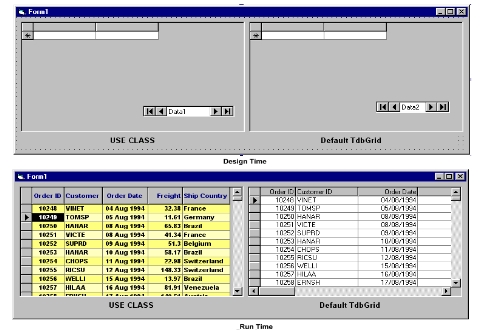 Form1
Data1
Data2
USE CLASS
Default TdbGrid
Design Time
Form1
Order ID Customer Order Date Freight Ship Country
10248 VINET 04 Aug 1994 32.38 France
10249 TOMSP 05 Aug 1994 11.61 Germany
10250 HANAR 08 Aug 1994 65.83 Brazil
10251 VICTE 08 Aug 1994 41.34 France
10252 SUPRD 09 Aug 1994 51.3 Belgium
10253 HANAR 10 Aug 1994 58.17 Brazil
10254 CHOPS 11 Aug 1994 22.98 Switzerland
10255 RICSU 12 Aug 1994 148.33 Switzerland
10256 WELLI 15 Aug 1994 13.97 Brazil
10257 HILAA 16 Aug 1994 81.91 Venezuela
Order ID Customer ID Order Date
10248 VINET 04/08/1994
10249 TOMSP 05/08/1994
10250 HANAR 08/08/1994
10251 VICTE 08/08/1994
10252 SUPRD 09/08/1994
10253 HANAR 10/08/1994
10254 CHOPS 11/08/1994
10255 RICSU 12/08/1994
10256 WELLI 15/08/1994
10257 HILAA 16/08/1994
10258 ERNSH 17/08/1994
USE CLASS
Default TdbGrid
Run Time